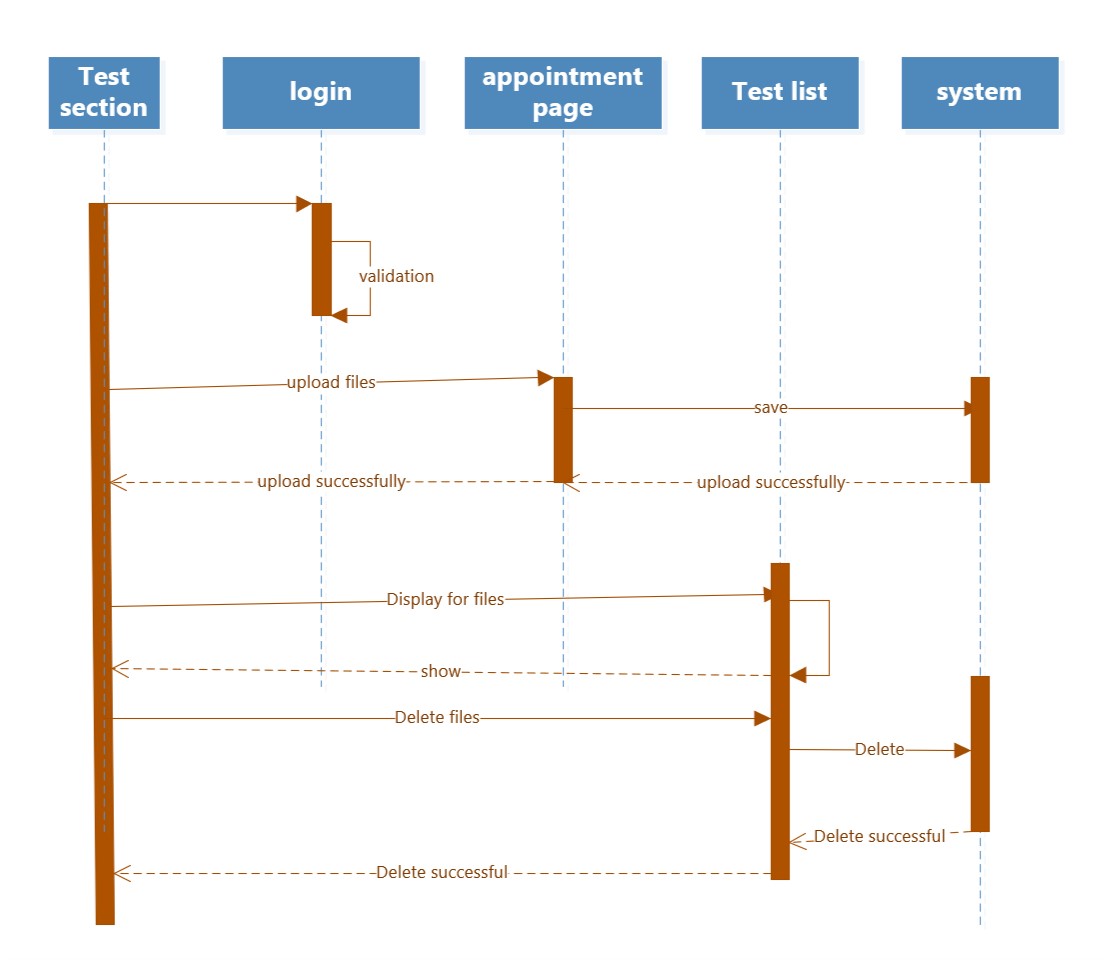 Test
section
login
appointment
page
Test list
system
validation
upload files
save
upload successfully
upload successfully
Display for files
show
Delete files
Delete
Delete successful
Delete successful